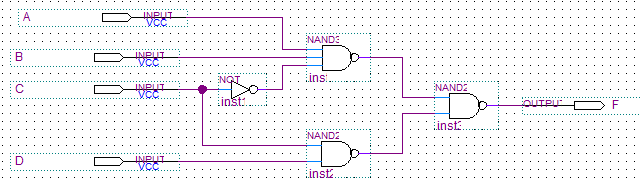 A INPUT
VCC
NAND3
B INPUT
VCC
inst
C INPUT
VCC
NOT
inst
NAND2
inst
OUTPUT F
NAND2
inst
D INPUT
VCC